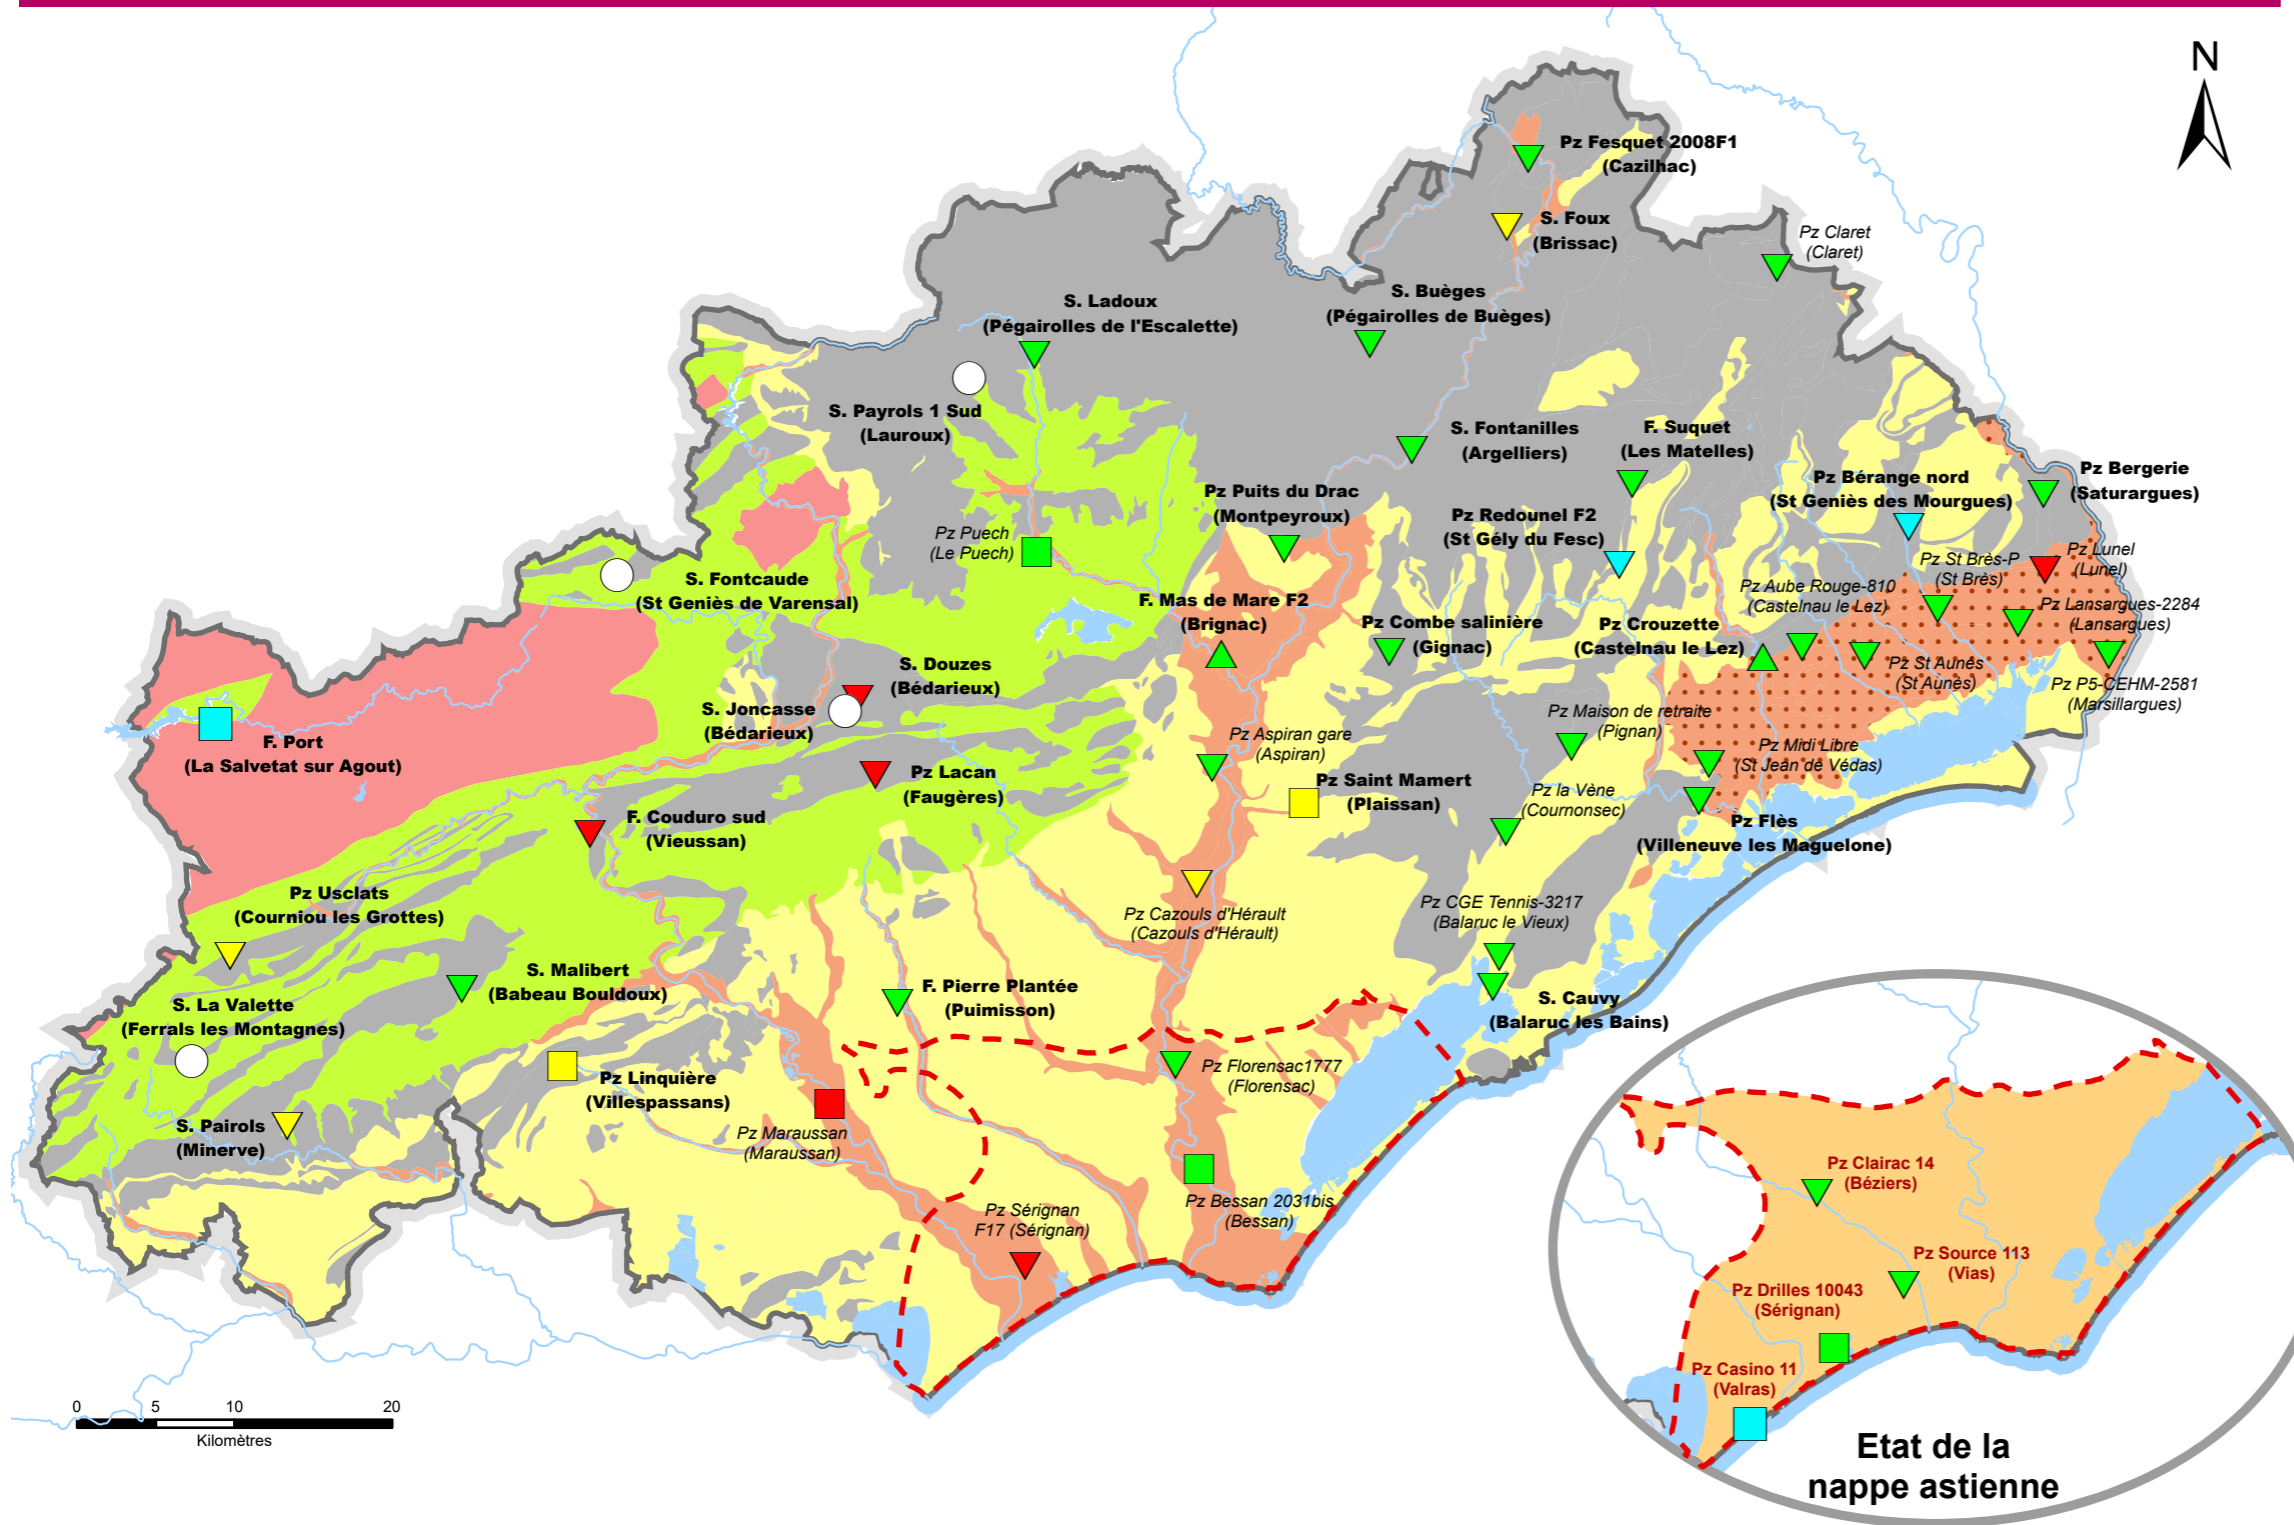 N
Pz Fesquet 2008F1
(Cazilhac)
S. Foux
(Brissac)
Pz Claret
(Claret)
S. Ladoux
(Pégairolles de l'Escalette)
S. Buèges
(Pégairolles de Buèges)
S. Payrols 1 Sud
(Lauroux)
S. Fontanilles
(Argelliers)
F. Suquet
(Les Matelles)
Pz Bérange nord
(St Geniès des Mourgues)
Pz Bergerie
(Saturargues)
Pz Puits du Drac
(Montpeyroux)
Pz Redounel F2
(St Gély du Fesc)
Pz Puech
(Le Puech)
Pz St Brès-P
(St Brès)
Pz Lunel
(Lunel)
S. Fontcaude
(St Geniès de Varensal)
F. Mas de Mare F2
(Brignac)
Pz Aube Rouge-810
(Castelnau le Lez)
Pz Lansargues-2284
(Lansargues)
Pz Combe salinière
(Gignac)
Pz Crouzette
(Castelnau le Lez)
S. Douzes
(Bédarieux)
Pz St Aunès
(St Aunès)
Pz P5-CEHM-2581
(Marsillargues)
S. Joncasse
(Bédarieux)
Pz Maison de retraite
(Pignan)
F. Port
(La Salvetat sur Agout)
Pz Aspiran gare
(Aspiran)
Pz Midi Libre
(St Jean de Védas)
Pz Lacan
(Faugères)
Pz Saint Mamert
(Plaissan)
Pz la Vène
(Cournonsec)
F. Couduro sud
(Vieussan)
Pz Flès
(Villeneuve les Maguelone)
Pz Usclats
(Courniou les Grottes)
Pz Cazouls d'Hérault
(Cazouls d'Hérault)
Pz CGE Tennis-3217
(Balaruc le Vieux)
S. Malibert
(Babeau Bouldoux)
F. Pierre Plantée
(Puimisson)
S. La Valette
(Ferrals les Montagnes)
S. Cauvy
(Balaruc les Bains)
Pz Linquière
(Villespassans)
Pz Florensac1777
(Florensac)
S. Pairols
(Minerve)
Pz Maraussan
(Maraussan)
Pz Bessan 2031bis
(Bessan)
Pz Sérignan
F17 (Sérignan)
Pz Clairac 14
(Béziers)
Pz Source 113
(Vias)
Pz Drilles 10043
(Sérignan)
Pz Casino 11
(Valras)
Etat de la
nappe astienne
0 5 10 20
Kilomètres